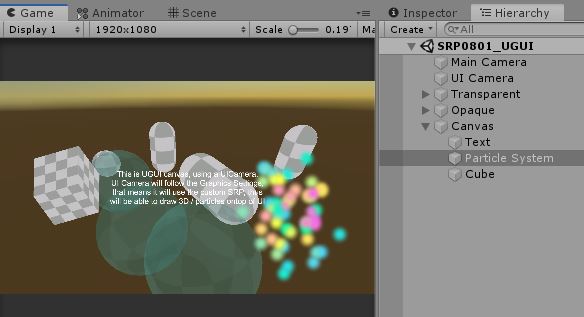 Game
Animator
Scene
Inspector
Hierarchy
Display 1
1920x1080
Scale
0.19
Ma
Create
All
SRP0801_UGUI
Main Camera
UI Camera
Transparent
Opaque
Canvas
Text
Particle System
Cube
This is UGUI canvas, using a UICamera.
UI Camera will follow the Graphics Settings,
that means it will use the custom SRP, thus
will be able to draw 3D / particles ontop of UI